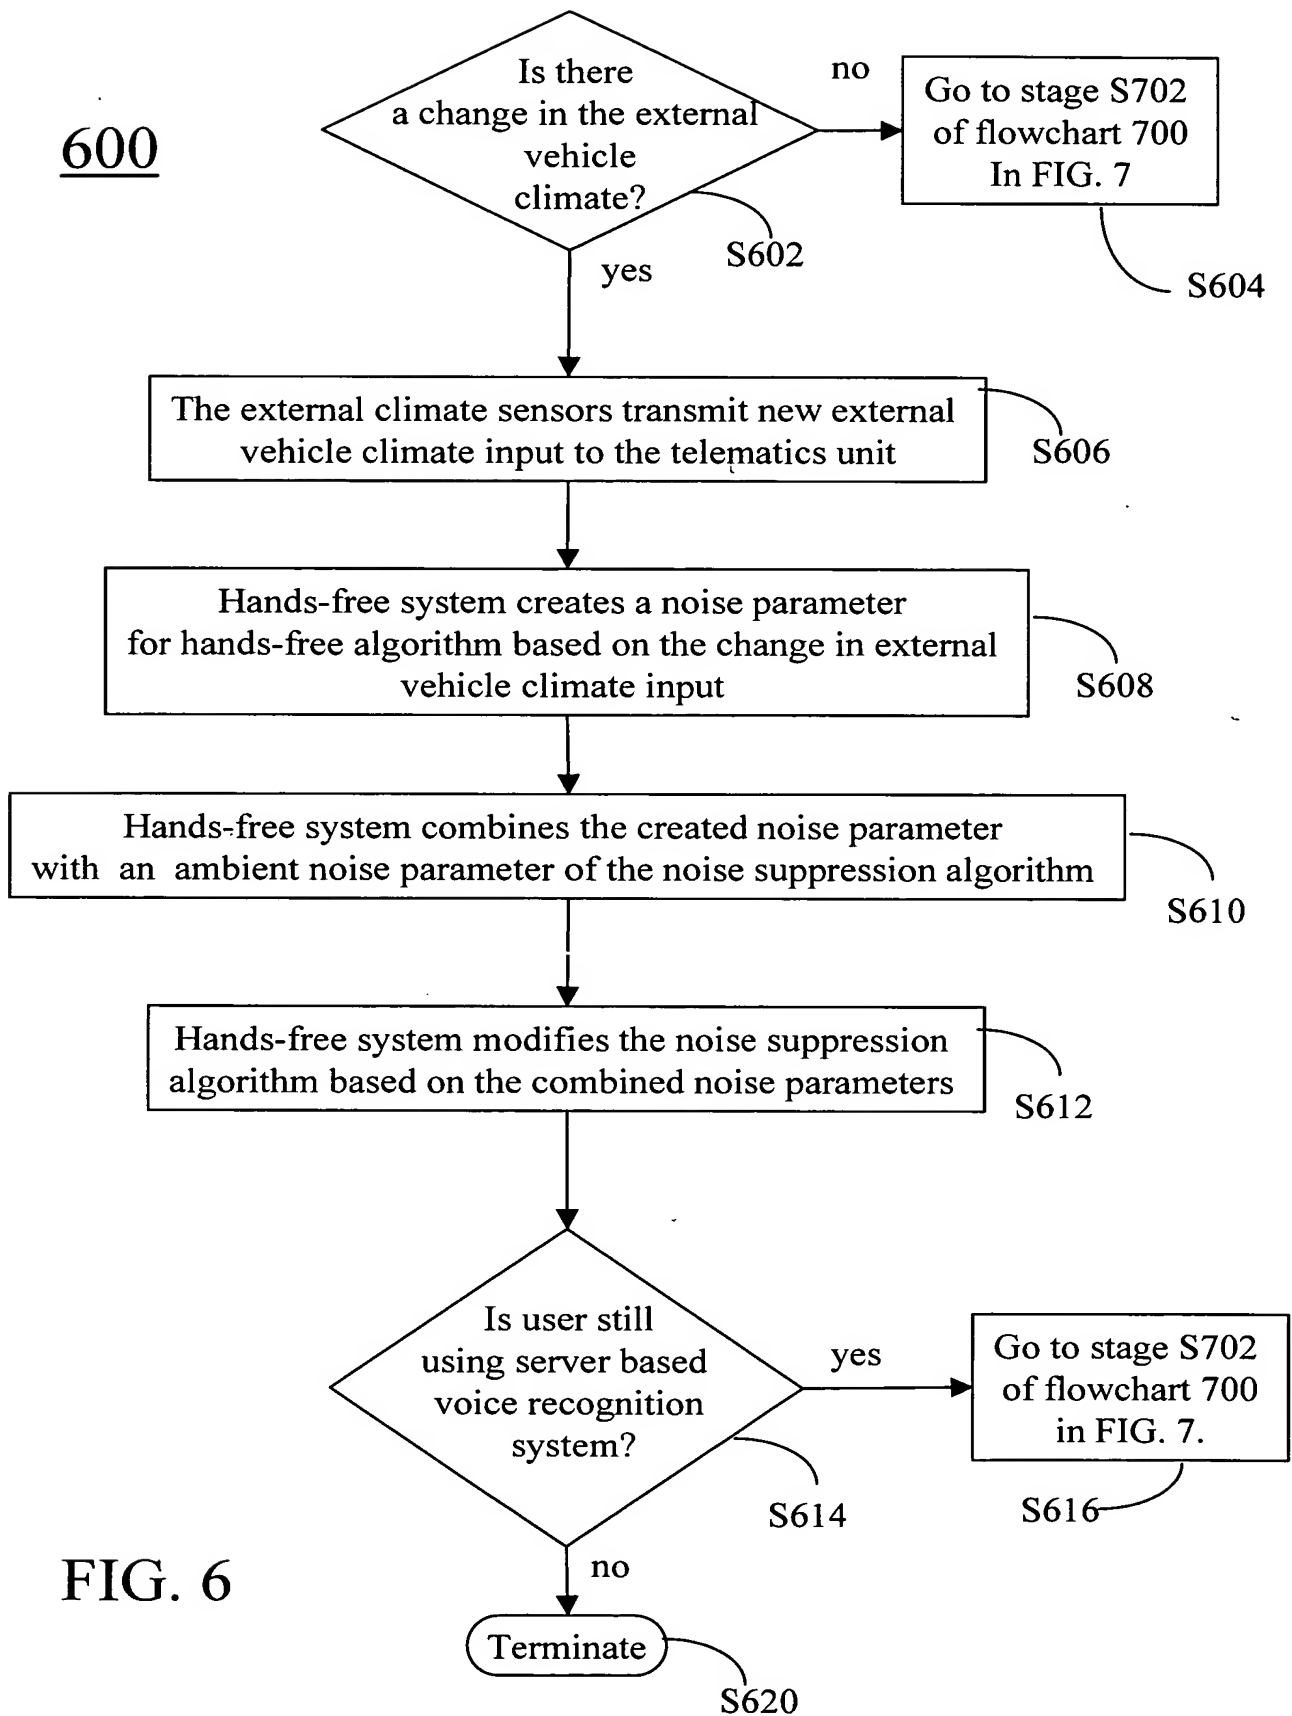 600
Is there
a change in the external
vehicle
climate?
no
Go to stage S702
of flowchart 700
In FIG. 7
S602
S604
yes
The external climate sensors transmit new external
vehicle climate input to the telematics unit
S606
Hands-free system creates a noise parameter
for hands-free algorithm based on the change in external
vehicle climate input
S608
Hands-free system combines the created noise parameter
with an ambient noise parameter of the noise suppression algorithm
S610
Hands-free system modifies the noise suppression
algorithm based on the combined noise parameters
S612
Is user still
using server based
voice recognition
system?
yes
Go to stage S702
of flowchart 700
in FIG. 7.
S614
S616
no
FIG. 6
Terminate
S620